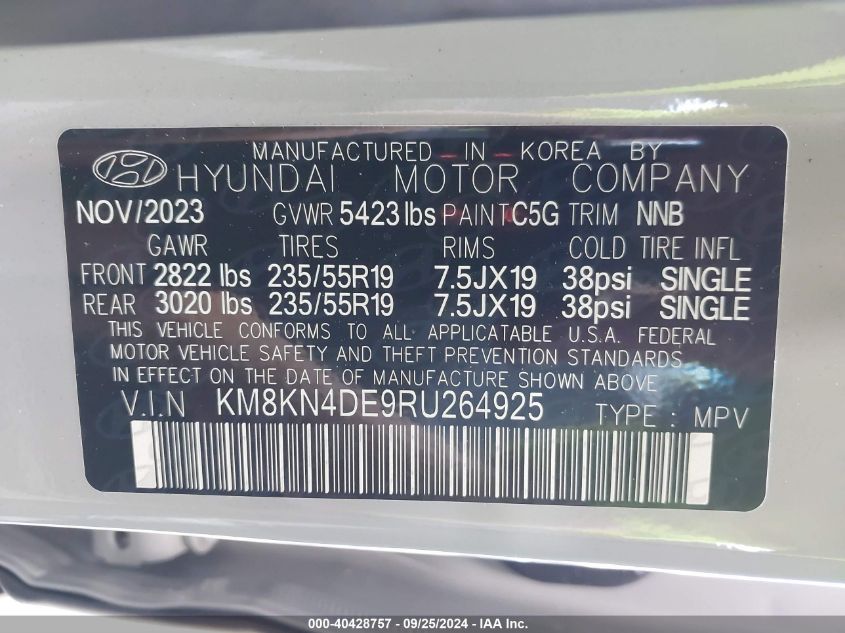 MANUFACTURED IN KOREA BY
HYUNDAI MOTOR COMPANY
NOV/2023 GVWR 5423 lbs PAINT C5G TRIM NNB
GAWR TIRES RIMS COLD TIRE INFL
FRONT 2822 lbs 235/55R19 7.5JX19 38psi SINGLE
REAR 3020 lbs 235/55R19 7.5JX19 38psi SINGLE
THIS VEHICLE CONFORMS TO ALL APPLICATABLE U.S.A. FEDERAL
MOTOR VEHICLE SAFETY AND THEFT PREVENTION STANDARDS
IN EFFECT ON THE DATE OF MANUFACTURE SHOWN ABOVE
V.I.N KM8KN4DE9RU264925 TYPE : MPV
000-40428757 - 09/25/2024 - IAA Inc.